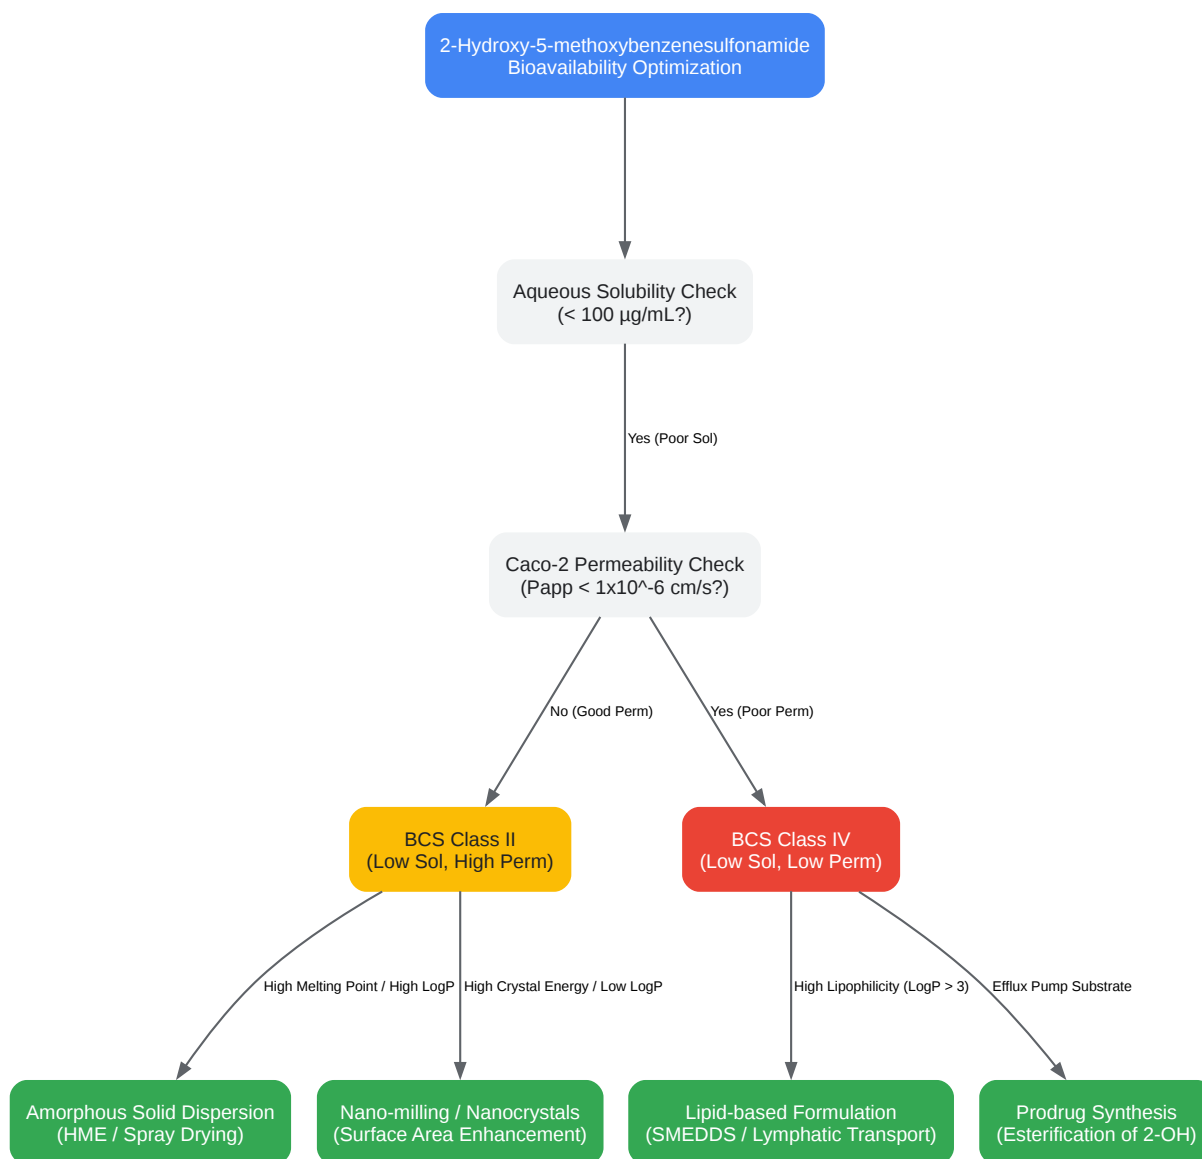 2-Hydroxy-5-methoxybenzenesulfonamide
Bioavailability Optimization
Aqueous Solubility Check
(< 100 µg/mL?)
Yes (Poor Sol)
Caco-2 Permeability Check
(Papp < 1x10^-6 cm/s?)
No (Good Perm)
Yes (Poor Perm)
BCS Class II
(Low Sol, High Perm)
BCS Class IV
(Low Sol, Low Perm)
High Melting Point / High LogP
High Crystal Energy / Low LogP
High Lipophilicity (LogP > 3)
Efflux Pump Substrate
Amorphous Solid Dispersion
(HME / Spray Drying)
Nano-milling / Nanocrystals
(Surface Area Enhancement)
Lipid-based Formulation
(SMEDDS / Lymphatic Transport)
Prodrug Synthesis
(Esterification of 2-OH)